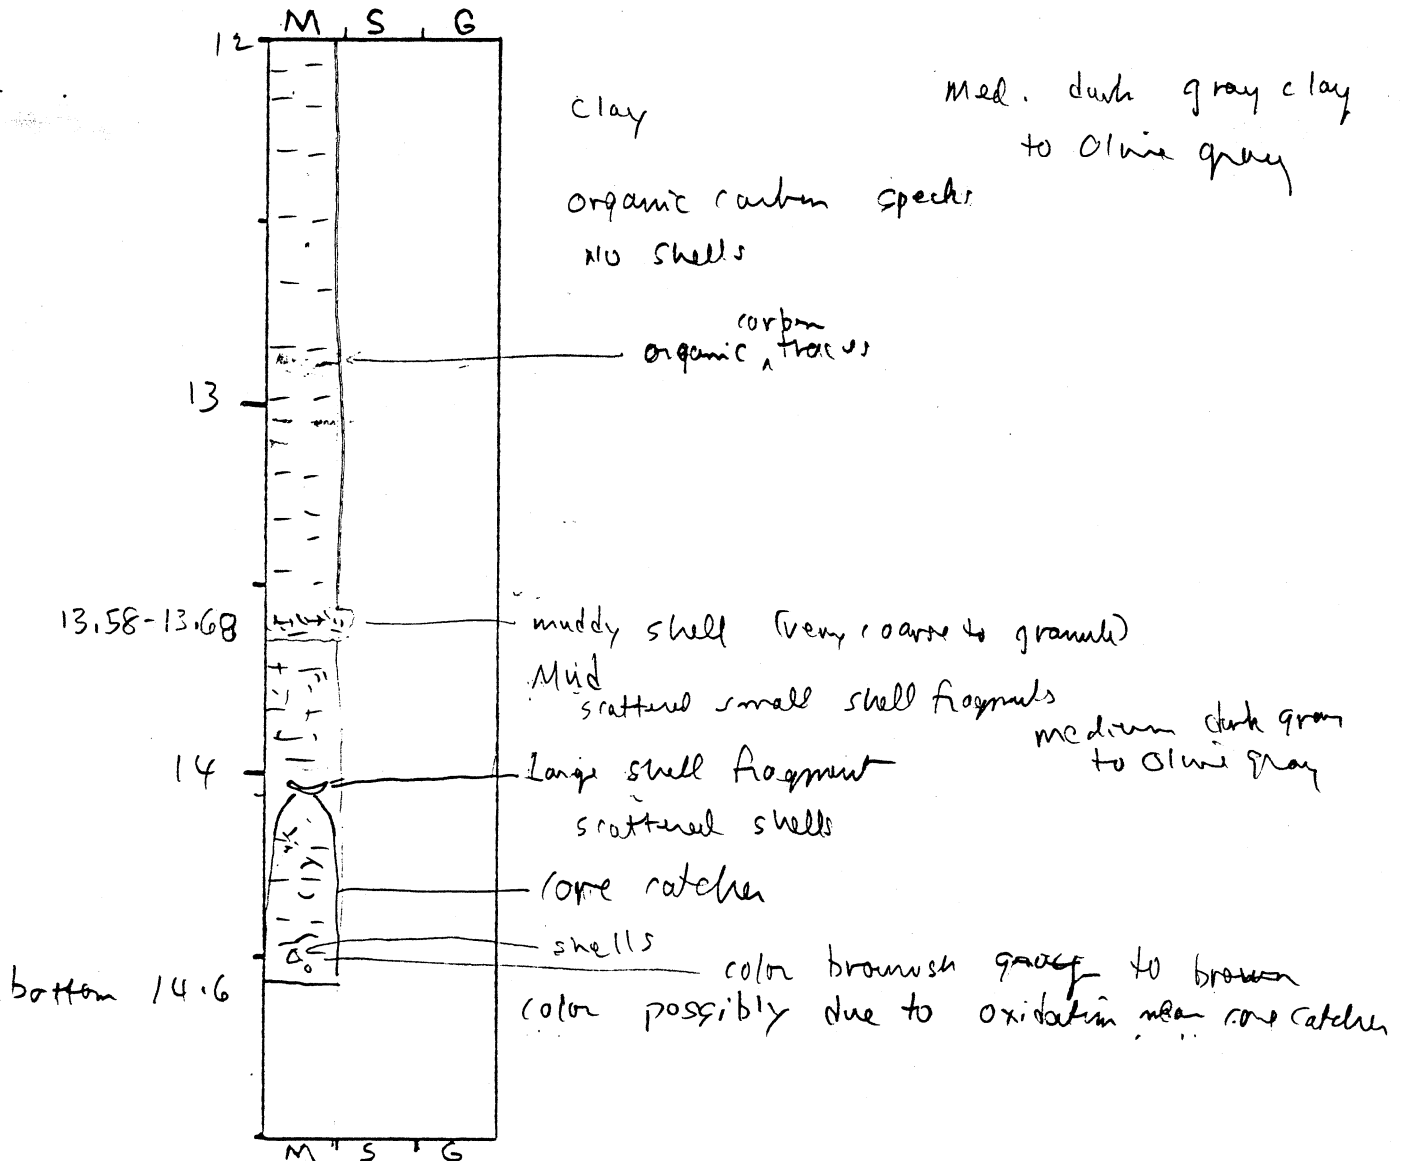 M S G
12
Clay
med. dark gray clay
to Olive gray
organic carbon specks
No shells
carbon
organic ^ traces
13
13.58-13.68
muddy shell (very coarse to granule)
Mud
scattered small shell fragments
medium dark gray
to Olive gray
14
Large shell fragment
scattered shells
core catcher
shells
color brownish gray to brown
bottom 14.6
color possibly due to oxidation near core catcher
M S G